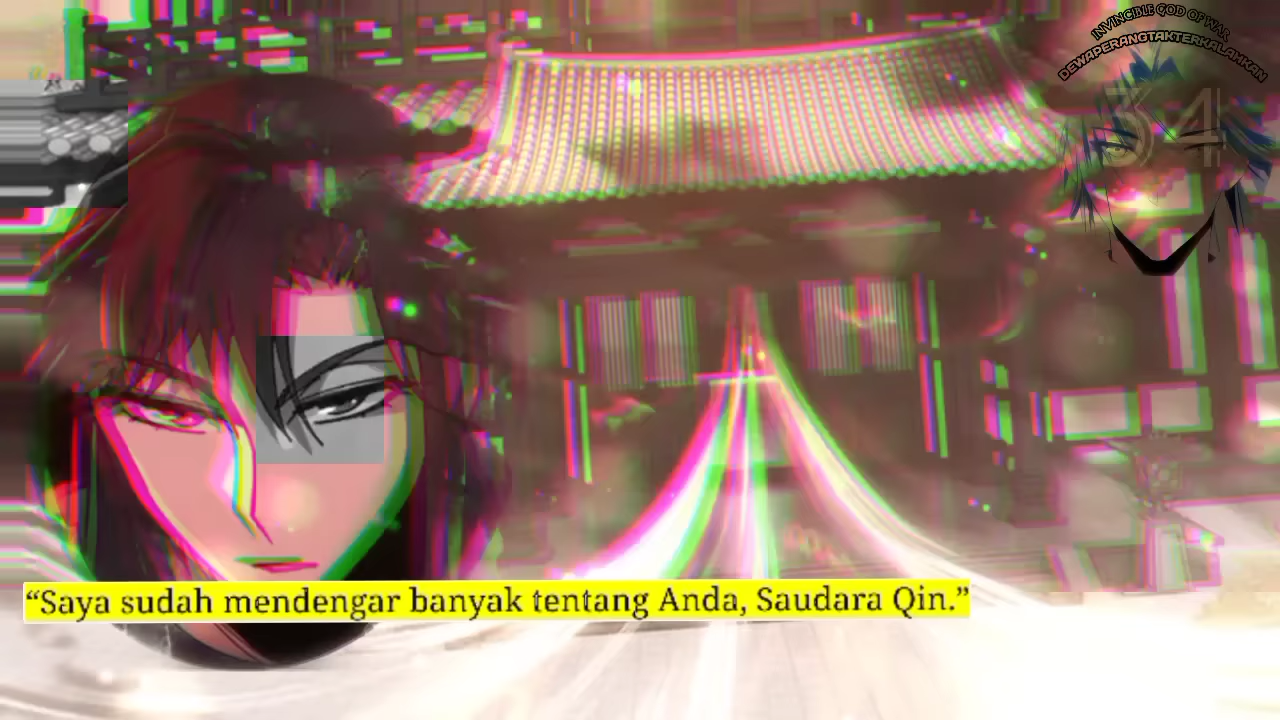 INVINCIBLE GOD OF WAR
DEWAPERANGTAKTERKALAHKAN
34
“Saya sudah mendengar banyak tentang Anda, Saudara Qin.”